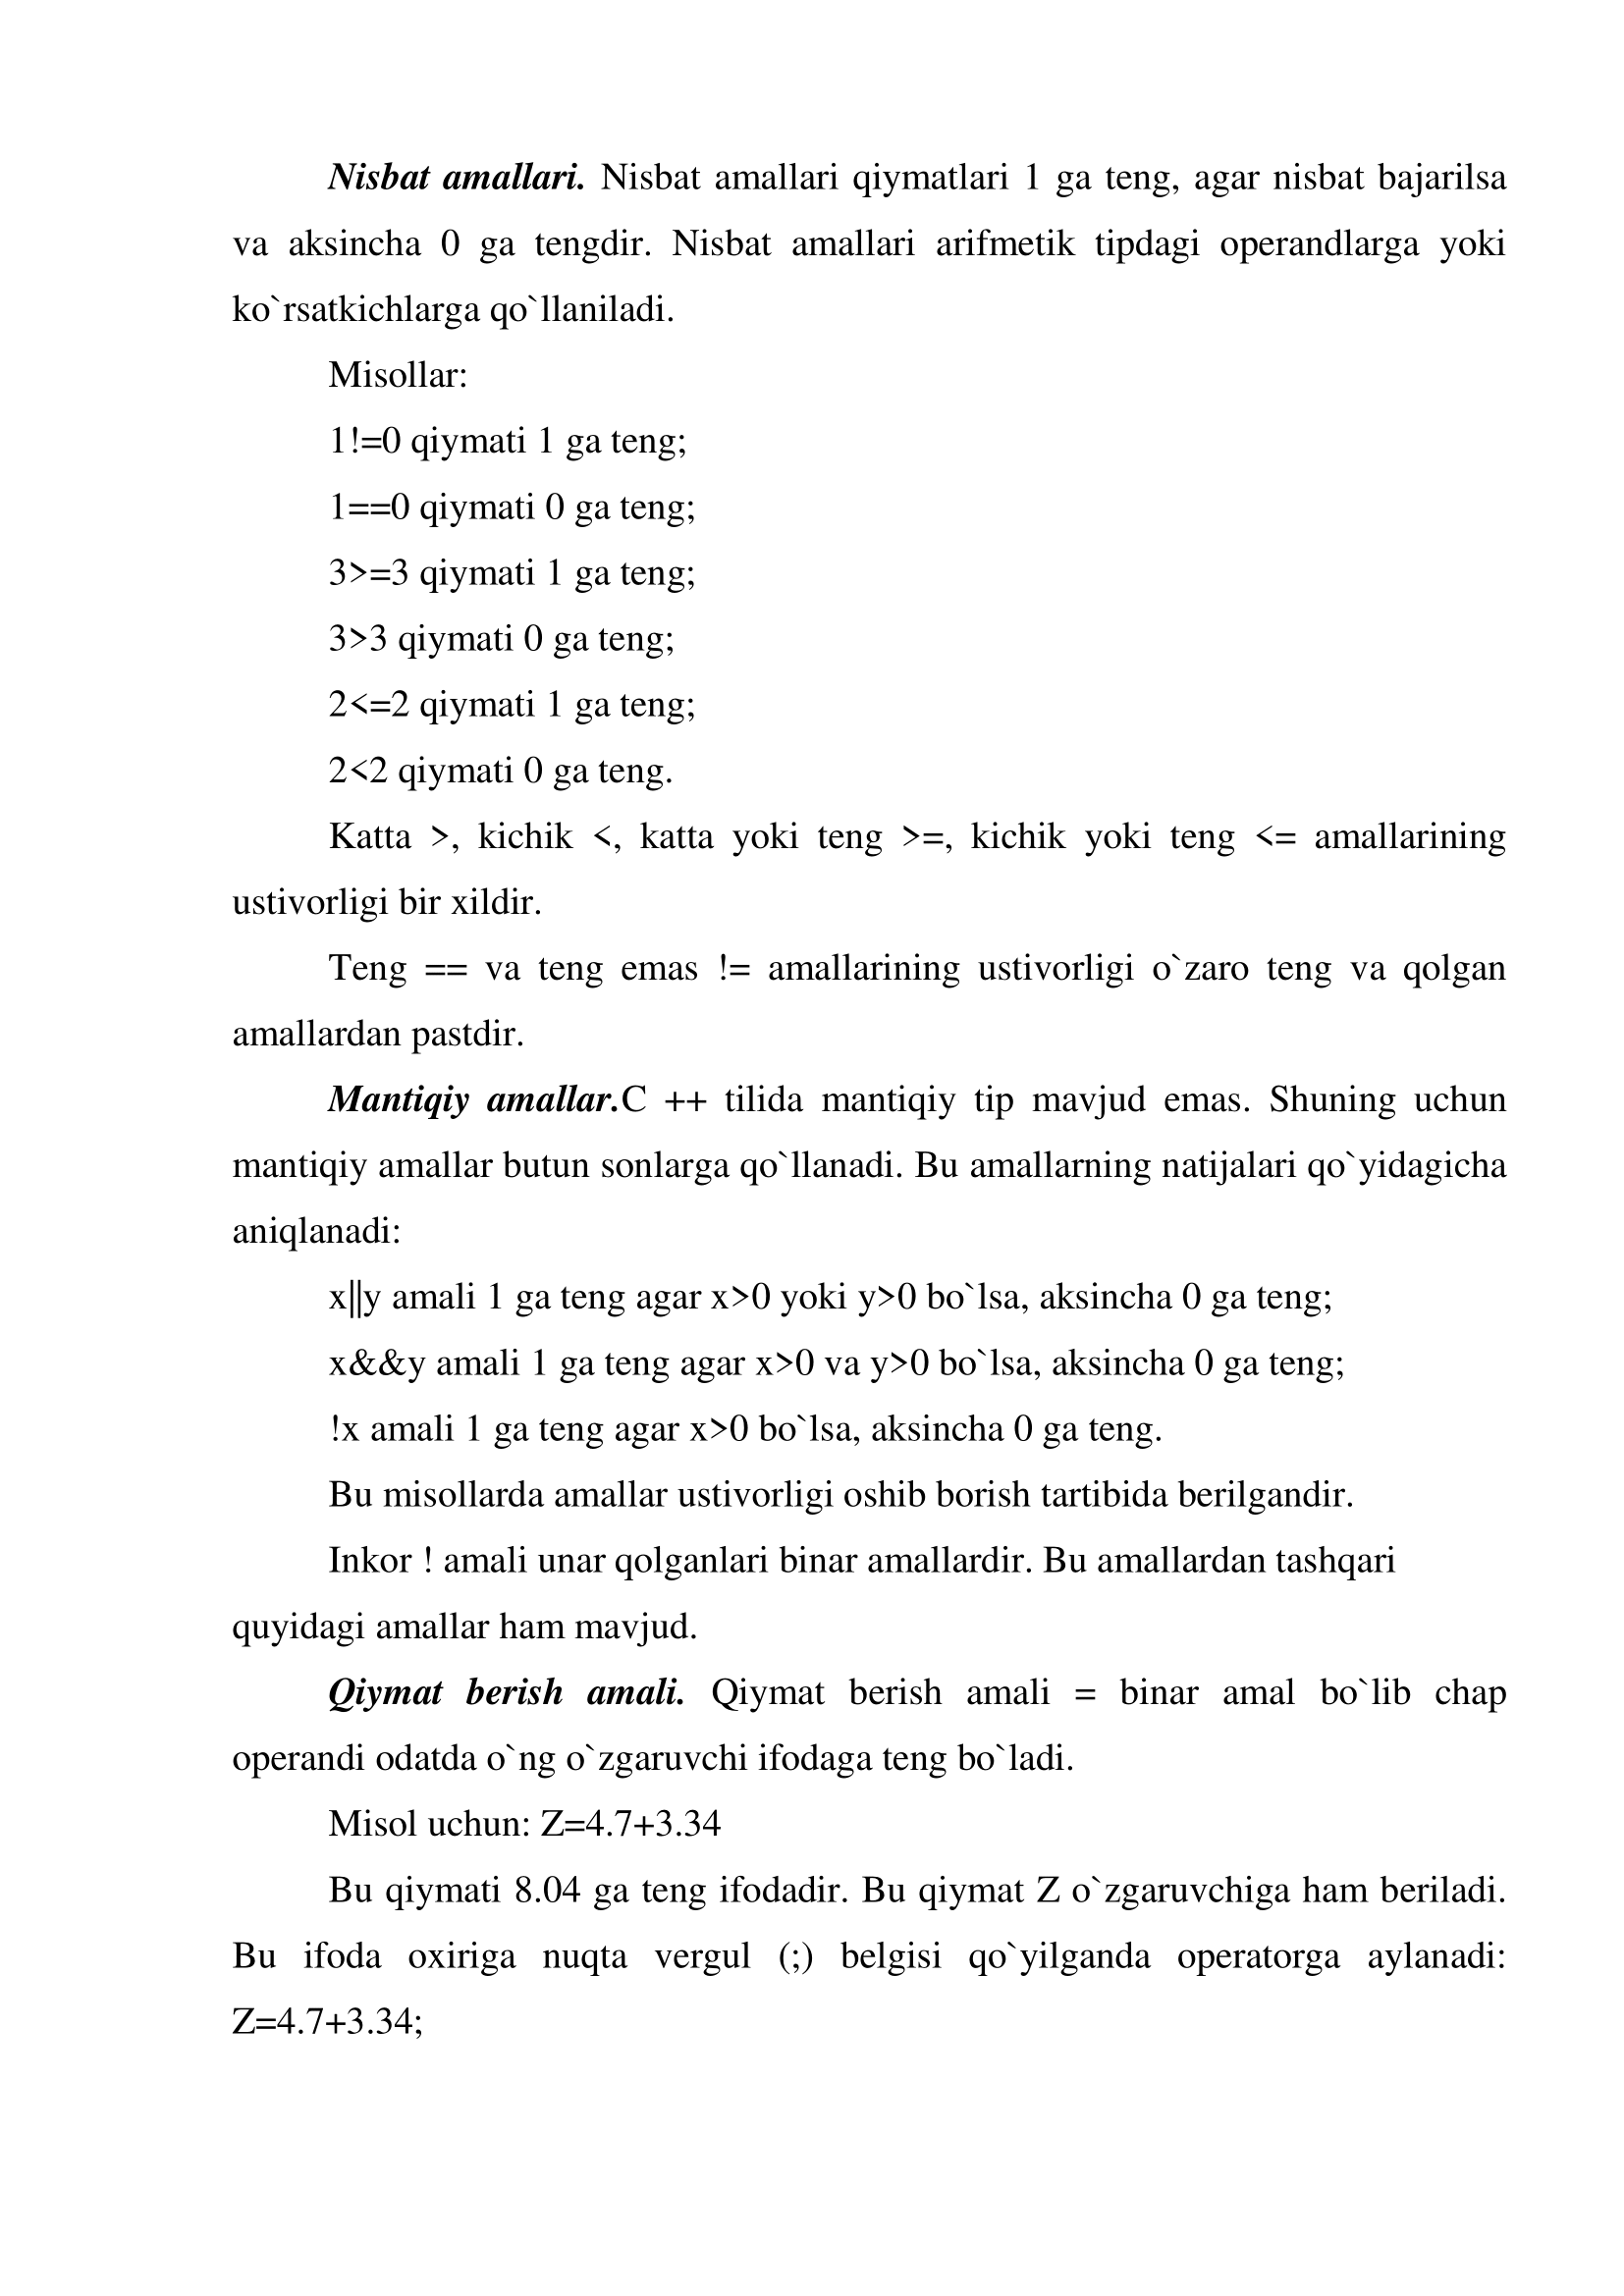 Nisbat amallari. Nisbat amallari qiymatlari 1 ga teng, agar nisbat bajarilsa
va aksincha 0 ga tengdir. Nisbat amallari arifmetik tipdagi operandlarga yoki
ko`rsatkichlarga qo`llaniladi.
Misollar:
1!=0 qiymati 1 ga teng;
1==0 qiymati 0 ga teng;
3>=3 qiymati 1 ga teng;
3>3 qiymati 0 ga teng;
2<=2 qiymati 1 ga teng;
2<2 qiymati 0 ga teng.
Katta >, kichik <, katta yoki teng >=, kichik yoki teng <= amallarining
ustivorligi bir xildir.
Teng == va teng emas != amallarining ustivorligi o`zaro teng va qolgan
amallardan pastdir.
Mantiqiy amallar.C ++ tilida mantiqiy tip mavjud emas. Shuning uchun
mantiqiy amallar butun sonlarga qo`llanadi. Bu amallarning natijalari qo`yidagicha
aniqlanadi:
x||y amali 1 ga teng agar x>0 yoki y>0 bo`lsa, aksincha 0 ga teng;
x&&y amali 1 ga teng agar x>0 va y>0 bo`lsa, aksincha 0 ga teng;
!x amali 1 ga teng agar x>0 bo`lsa, aksincha 0 ga teng.
Bu misollarda amallar ustivorligi oshib borish tartibida berilgandir.
Inkor ! amali unar qolganlari binar amallardir. Bu amallardan tashqari
quyidagi amallar ham mavjud.
Qiymat berish amali. Qiymat berish amali = binar amal bo`lib chap
operandi odatda o`ng o`zgaruvchi ifodaga teng bo`ladi.
Misol uchun: Z=4.7+3.34
Bu qiymati 8.04 ga teng ifodadir. Bu qiymat Z o`zgaruvchiga ham beriladi.
Bu ifoda oxiriga nuqta vergul (;) belgisi qo`yilganda operatorga aylanadi:
Z=4.7+3.34;